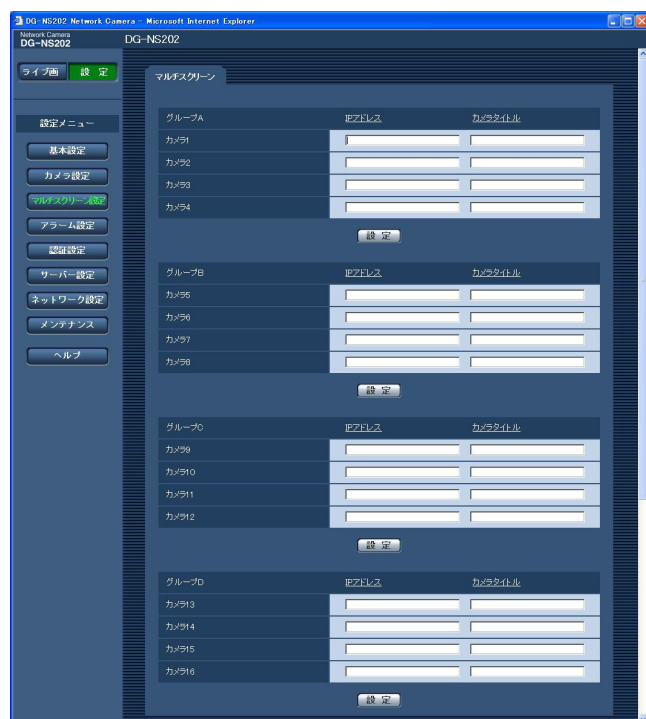 DG-NS202 Network Camera - Microsoft Internet Explorer
Network Camera
DG-NS202
DG-NS202
ライブ画 設 定
設定メニュー
基本設定
カメラ設定
マルチスクリーン設定
アラーム設定
認証設定
サーバー設定
ネットワーク設定
メンテナンス
ヘルプ
マルチスクリーン
グループA IPアドレス カメラタイトル
カメラ1
カメラ2
カメラ3
カメラ4
設 定
グループB IPアドレス カメラタイトル
カメラ5
カメラ6
カメラ7
カメラ8
設 定
グループC IPアドレス カメラタイトル
カメラ9
カメラ10
カメラ11
カメラ12
設 定
グループD IPアドレス カメラタイトル
カメラ13
カメラ14
カメラ15
カメラ16
設 定